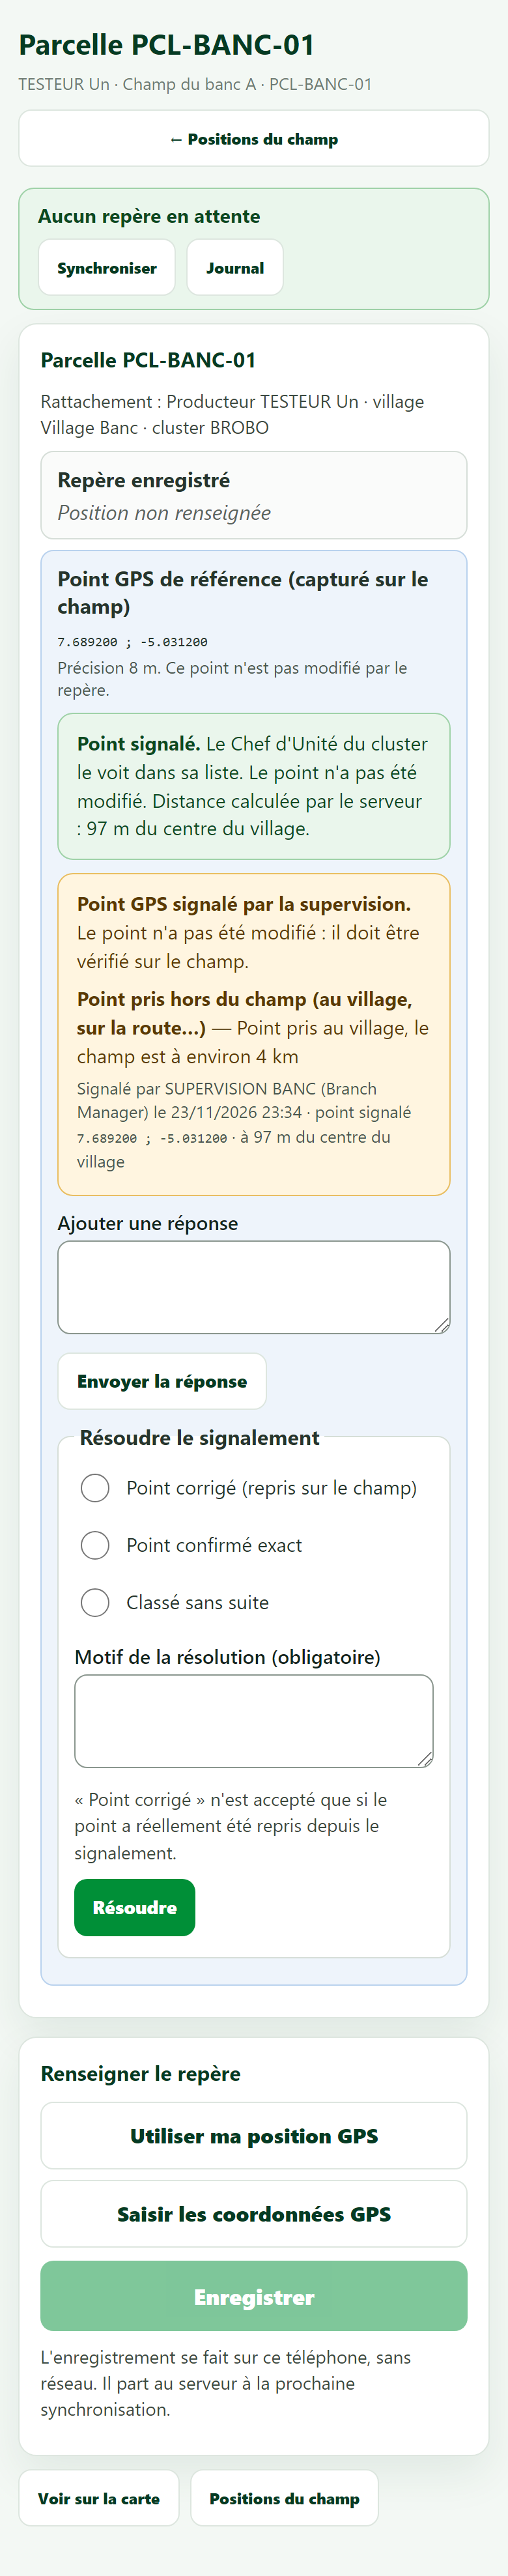 Parcelle PCL-BANC-01
TESTEUR Un · Champ du banc A · PCL-BANC-01
← Positions du champ
Aucun repère en attente
Synchroniser
Journal
Parcelle PCL-BANC-01
Rattachement : Producteur TESTEUR Un · village
Village Banc · cluster BROBO
Repère enregistré
Position non renseignée
Point GPS de référence (capturé sur le
champ)
7.689200 ; -5.031200
Précision 8 m. Ce point n'est pas modifié par le
repère.
Point signalé. Le Chef d'Unité du cluster
le voit dans sa liste. Le point n'a pas été
modifié. Distance calculée par le serveur
: 97 m du centre du village.
Point GPS signalé par la supervision.
Le point n'a pas été modifié : il doit être
vérifié sur le champ.
Point pris hors du champ (au village,
sur la route…) — Point pris au village, le
champ est à environ 4 km
Signalé par SUPERVISION BANC (Branch
Manager) le 23/11/2026 23:34 · point signalé
7.689200 ; -5.031200 · à 97 m du centre du
village
Ajouter une réponse
Envoyer la réponse
Résoudre le signalement
Point corrigé (repris sur le champ)
Point confirmé exact
Classé sans suite
Motif de la résolution (obligatoire)
« Point corrigé » n'est accepté que si le
point a réellement été repris depuis le
signalement.
Résoudre
Renseigner le repère
Utiliser ma position GPS
Saisir les coordonnées GPS
Enregistrer
L'enregistrement se fait sur ce téléphone, sans
réseau. Il part au serveur à la prochaine
synchronisation.
Voir sur la carte
Positions du champ